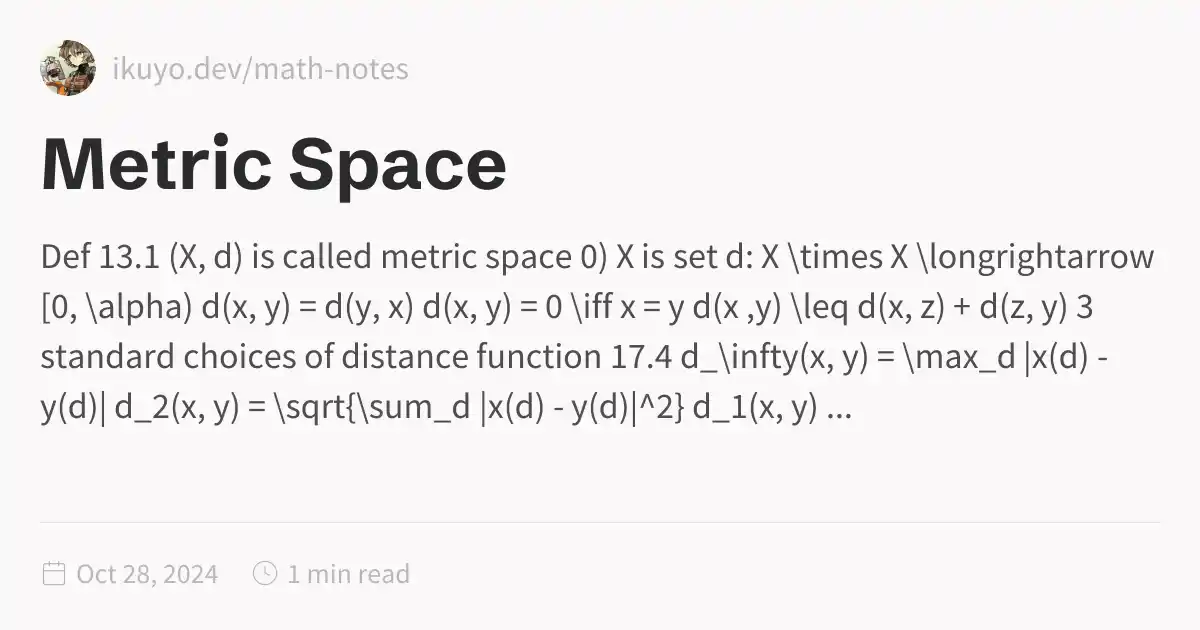 ikuyo.dev/math-notes
Metric Space
Def 13.1 (X, d) is called metric space 0) X is set d: X \times X \longrightarrow
[0, \alpha) d(x, y) = d(y, x) d(x, y) = 0 \iff x = y d(x ,y) \leq d(x, z) + d(z, y) 3
standard choices of distance function 17.4 d_\infty(x, y) = \max_d |x(d) -
y(d)| d_2(x, y) = \sqrt{\sum_d |x(d) - y(d)|^2} d_1(x, y) ...
Oct 28, 2024 1 min read